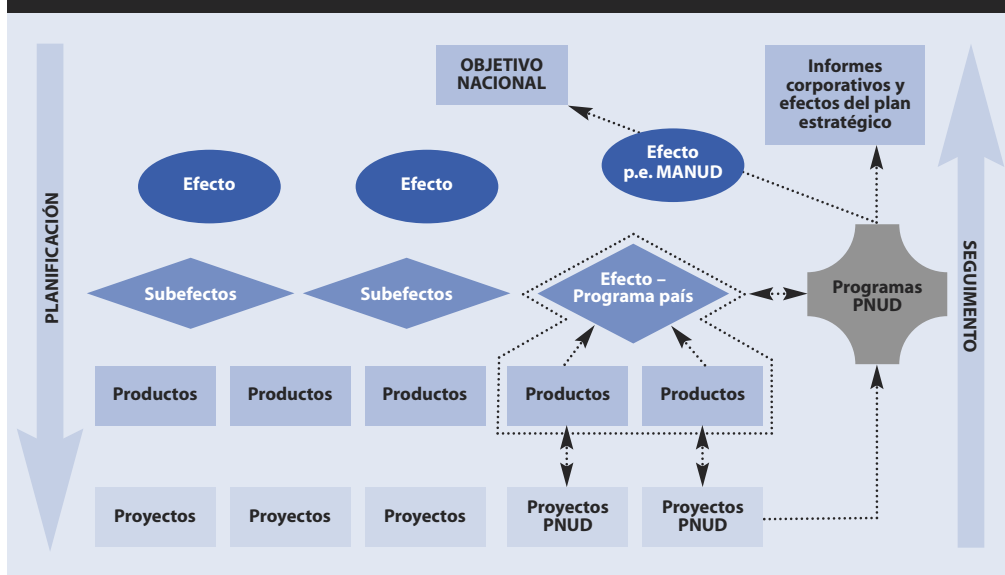 OBJETIVO
NACIONAL
Informes
corporativos y
efectos del plan
estratégico
PLANIFICACIÓN
Efecto
Efecto
Efecto
p.e. MANUD
SEGUIMENTO
Subefectos
Subefectos
Efecto –
Programa país
Programas
PNUD
Productos
Productos
Productos
Productos
Productos
Proyectos
Proyectos
Proyectos
Proyectos
PNUD
Proyectos
PNUD